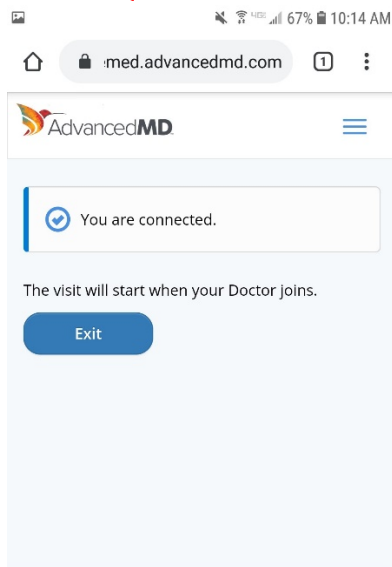 67% 10:14 AM
:med.advancedmd.com 1
AdvancedMD
You are connected.
The visit will start when your Doctor joins.
Exit